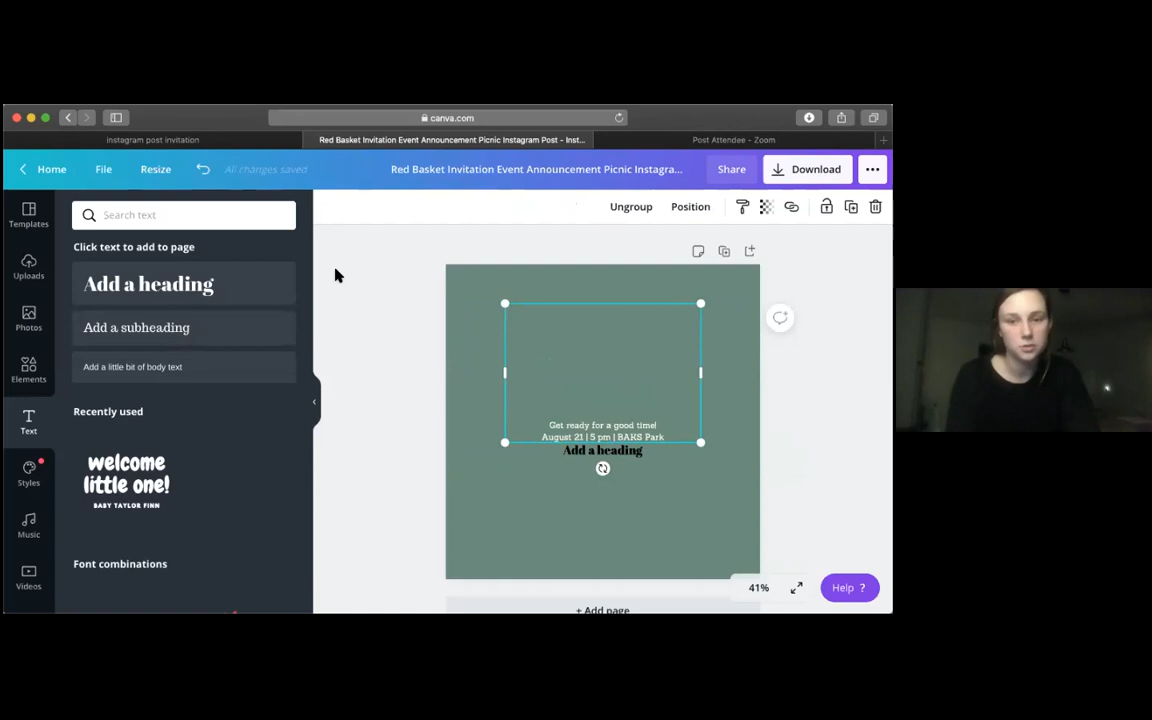 canva.com
instagram post invitation
Red Basket Invitation Event Announcement Picnic Instagram Post - Inst...
Post Attendee - Zoom
Home
File
Resize
All changes saved
Red Basket Invitation Event Announcement Picnic Instagra...
Share
Download
Templates
Uploads
Photos
Elements
Text
Styles
Music
Videos
Search text
Click text to add to page
Add a heading
Add a subheading
Add a little bit of body text
Recently used
welcome
little one!
BABY TAYLOR FINN
Font combinations
Ungroup
Position
Get ready for a good time!
August 21 | 5 pm | BAKS Park
Add a heading
+ Add page
41%
Help ?